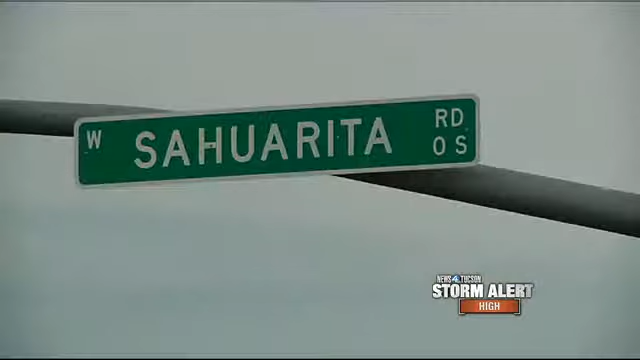 W SAHUARITA RD
0 S
NEWS 4 TUCSON
STORM ALERT
HIGH